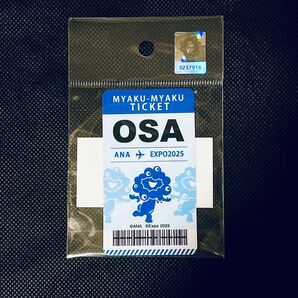 0237918
MYAKU-MYAKU
TICKET
OSA
ANA ✈ EXPO2025
©ANA ©Expo 2025